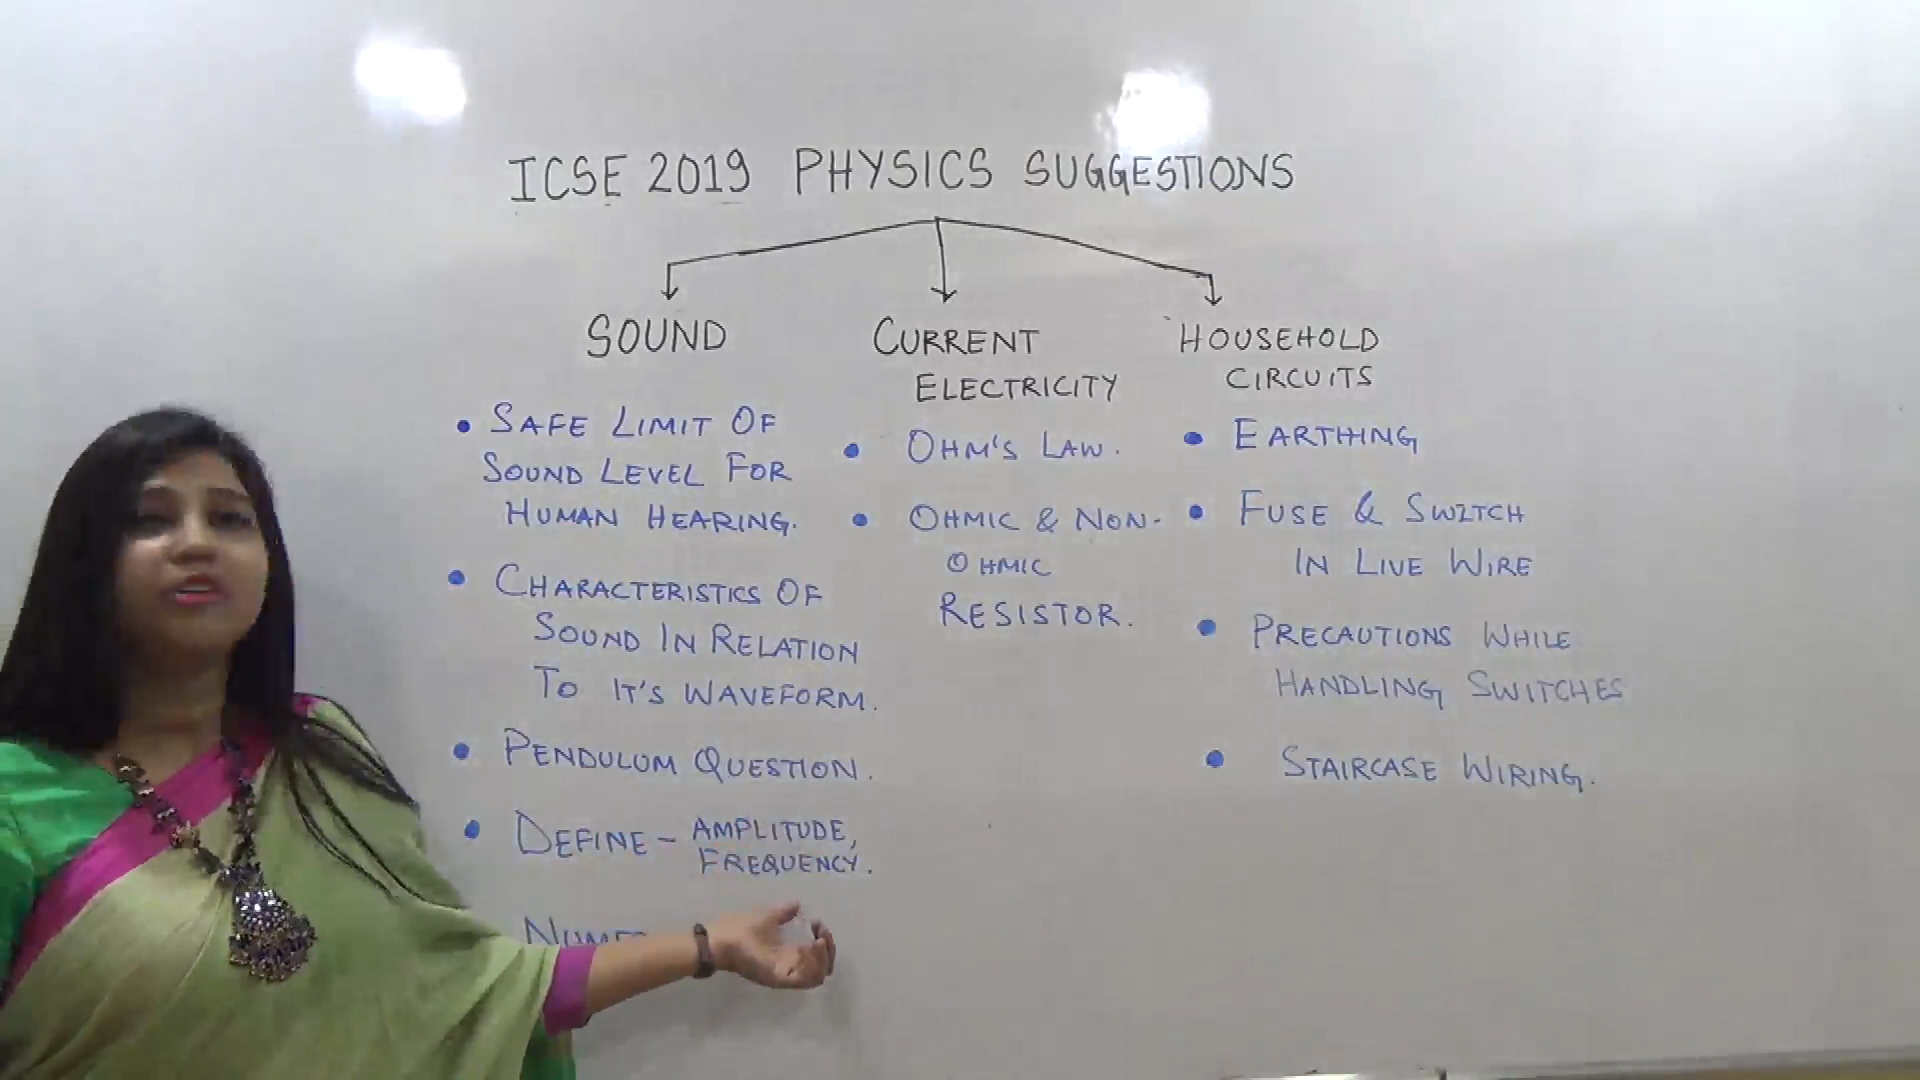 ICSE 2019 PHYSICS SUGGESTIONS
SOUND
• SAFE LIMIT OF
SOUND LEVEL FOR
HUMAN HEARING.
• CHARACTERISTICS OF
SOUND IN RELATION
TO IT'S WAVEFORM.
• PENDULUM QUESTION.
• DEFINE - AMPLITUDE,
FREQUENCY.
CURRENT
ELECTRICITY
• OHM'S LAW.
• OHMIC & NON-
OHMIC
RESISTOR.
HOUSEHOLD
CIRCUITS
• EARTHING
• FUSE & SWITCH
IN LIVE WIRE
• PRECAUTIONS WHILE
HANDLING SWITCHES
• STAIRCASE WIRING.